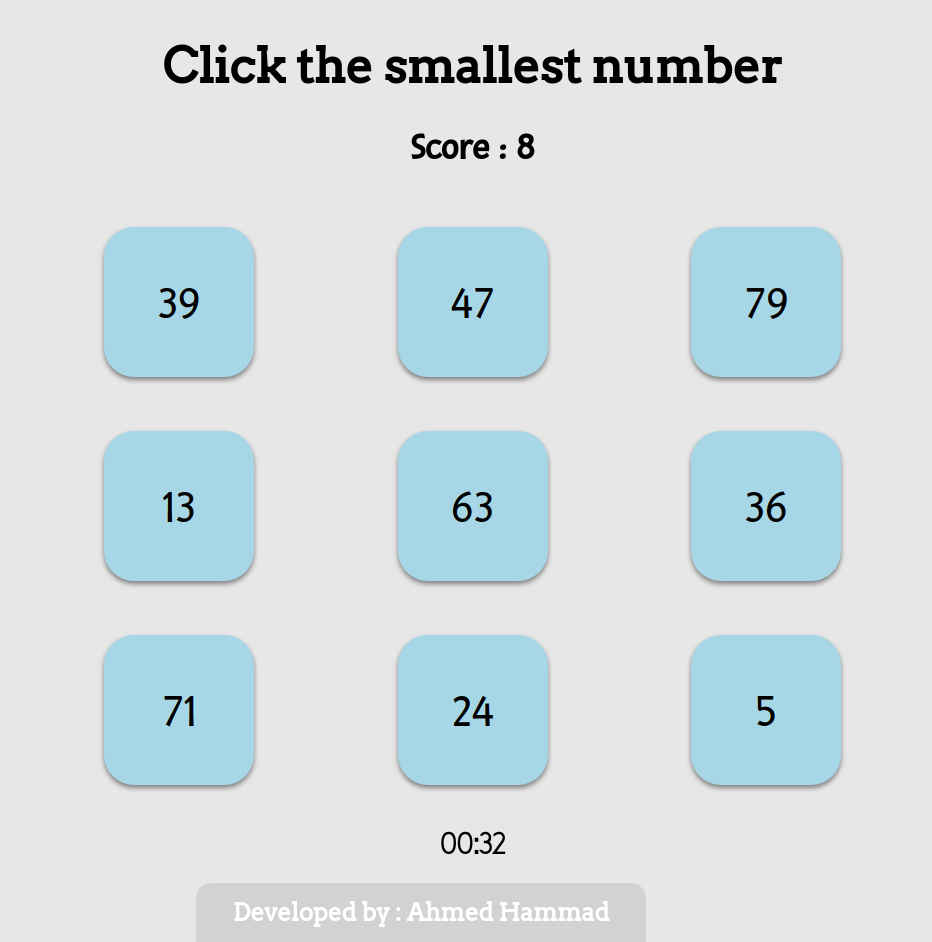 Click the smallest number
Score : 8
39 47 79
13 63 36
71 24 5
00:32
Developed by : Ahmed Hammad